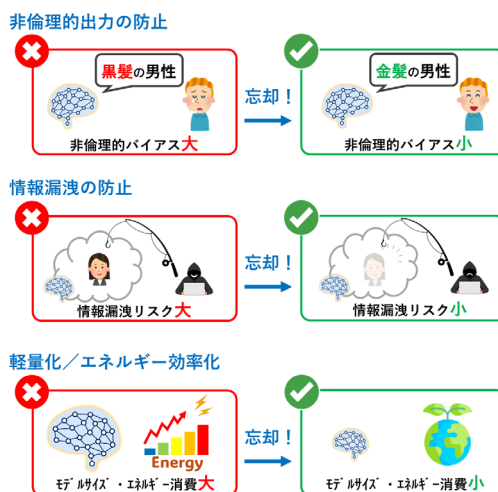 非倫理的出力の防止
黒髪の男性
金髪の男性
忘却！
非倫理的バイアス大
非倫理的バイアス小
情報漏洩の防止
忘却！
情報漏洩リスク大
情報漏洩リスク小
軽量化／エネルギー効率化
忘却！
Energy
ﾓﾃﾞﾙｻｲｽﾞ・ｴﾈﾙｷﾞｰ消費大
ﾓﾃﾞﾙｻｲｽﾞ・ｴﾈﾙｷﾞｰ消費小